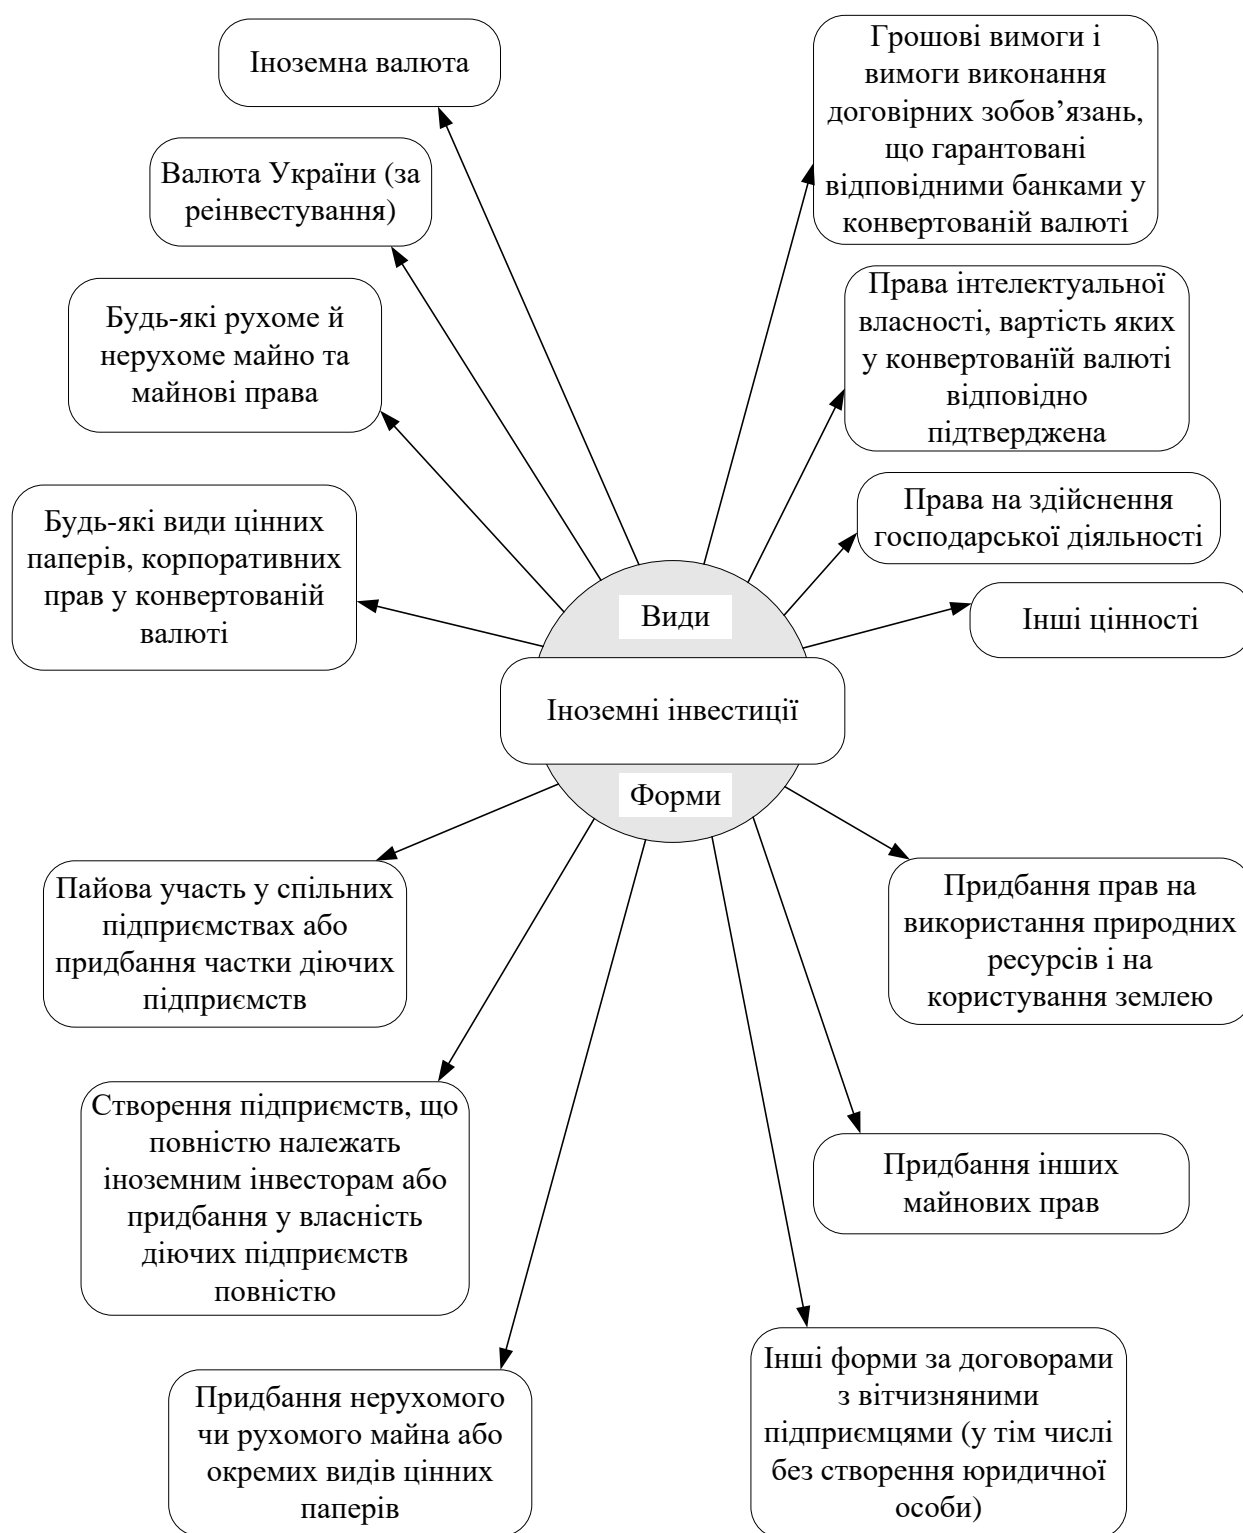 Іноземна валюта
Валюта України (за
реінвестування)
Будь-які рухоме й
нерухоме майно та
майнові права
Будь-які види цінних
паперів, корпоративних
прав у конвертованій
валюті
Грошові вимоги і
вимоги виконання
договірних зобов’язань,
що гарантовані
відповідними банками у
конвертованій валюті
Права інтелектуальної
власності, вартість яких
у конвертованїй валюті
відповідно
підтверджена
Права на здійснення
господарської діяльності
Інші цінності
Види
Іноземні інвестиції
Форми
Пайова участь у спільних
підприємствах або
придбання частки діючих
підприємств
Створення підприємств, що
повністю належать
іноземним інвесторам або
придбання у власність
діючих підприємств
повністю
Придбання нерухомого
чи рухомого майна або
окремих видів цінних
паперів
Придбання прав на
використання природних
ресурсів і на
користування землею
Придбання інших
майнових прав
Інші форми за договорами
з вітчизняними
підприємцями (у тім числі
без створення юридичної
особи)